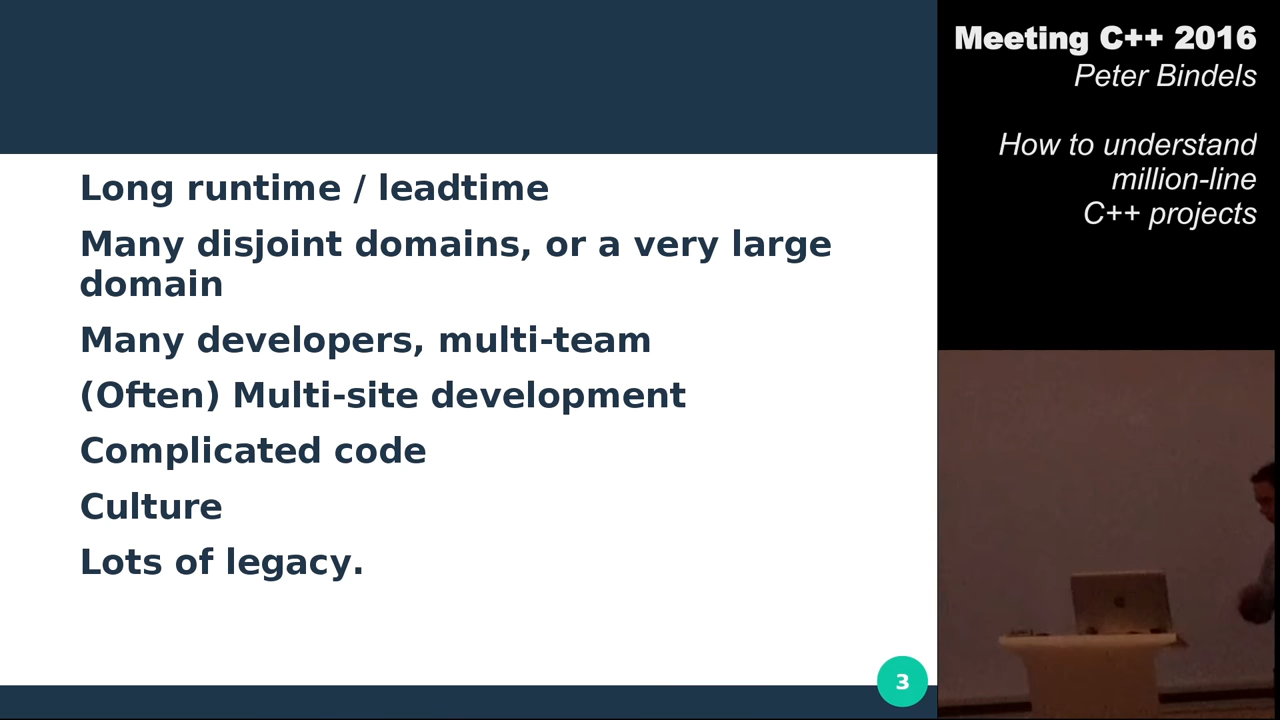 Long runtime / leadtime
Many disjoint domains, or a very large
domain
Many developers, multi-team
(Often) Multi-site development
Complicated code
Culture
Lots of legacy.
3
Meeting C++ 2016
Peter Bindels
How to understand
million-line
C++ projects